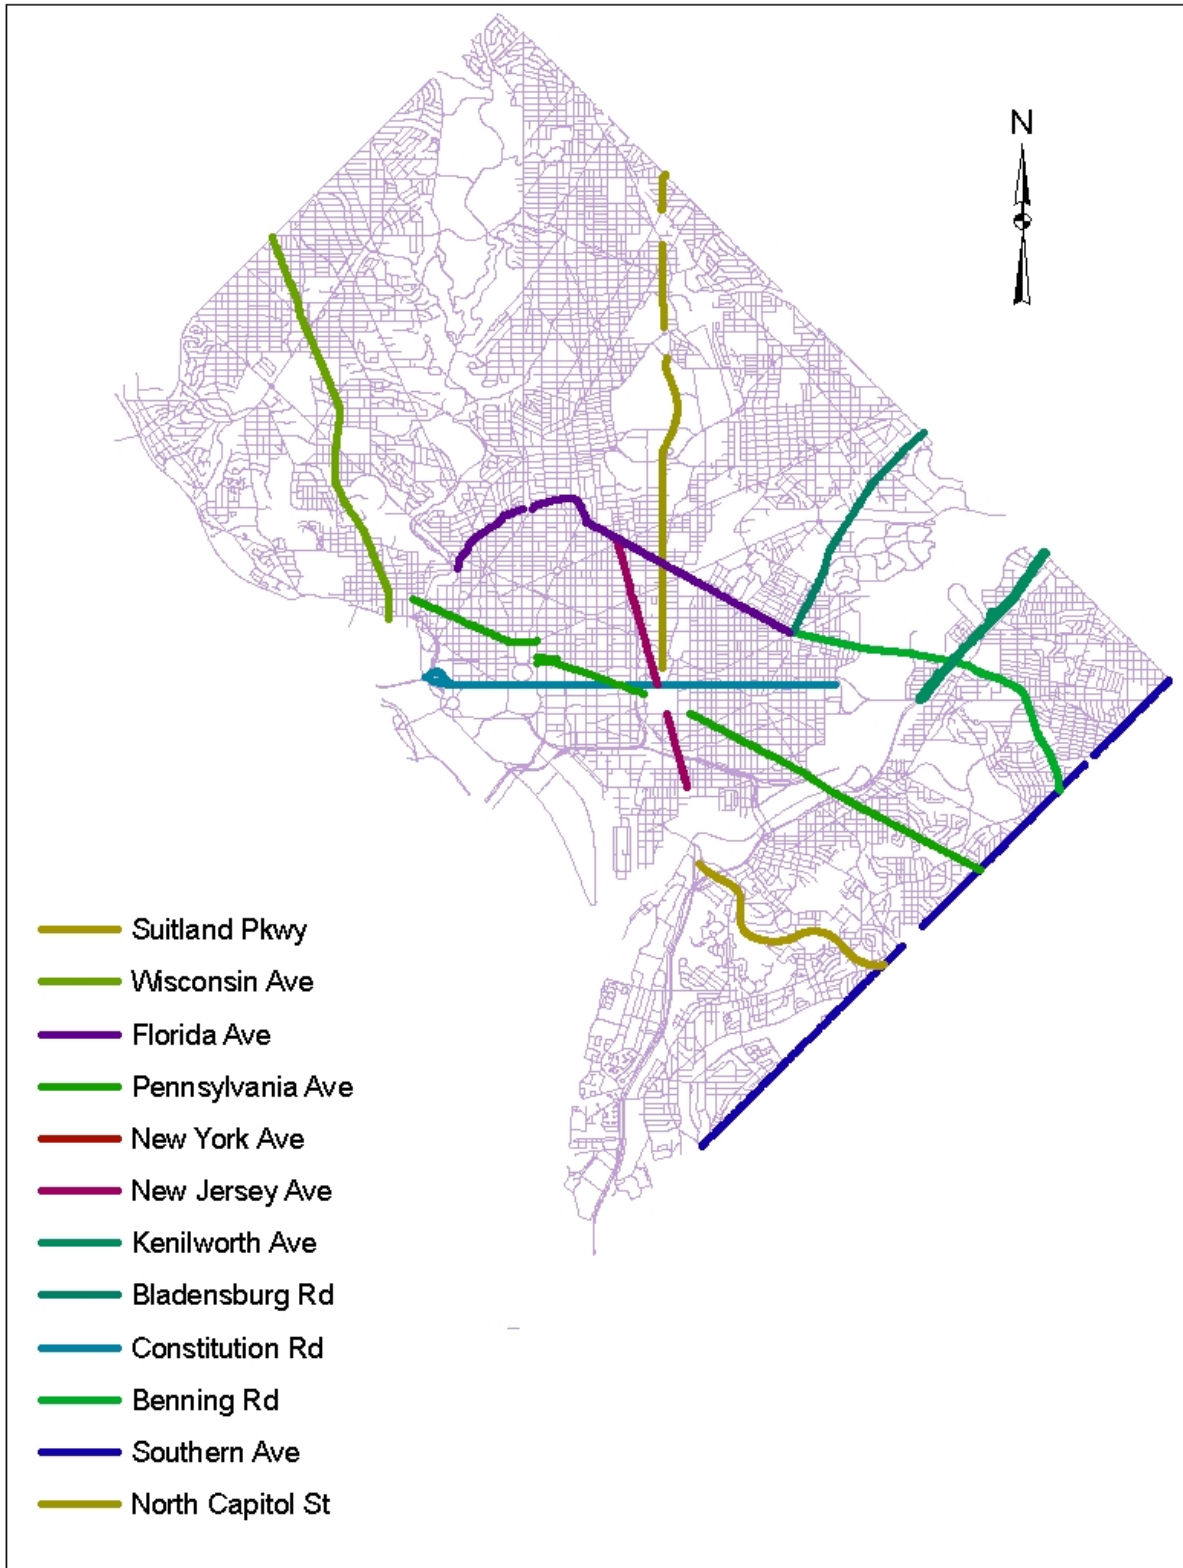 N
Suitland Pkwy
Wisconsin Ave
Florida Ave
Pennsylvania Ave
New York Ave
New Jersey Ave
Kenilworth Ave
Bladensburg Rd
Constitution Rd
Benning Rd
Southern Ave
North Capitol St